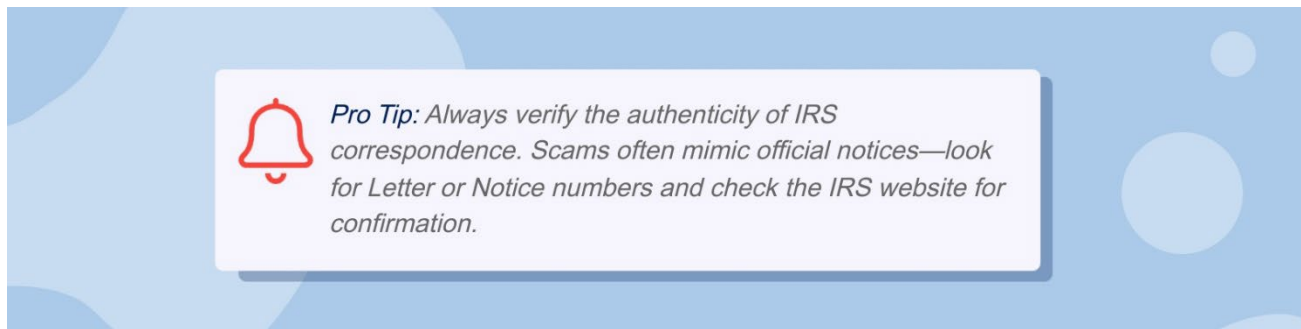 Pro Tip: Always verify the authenticity of IRS
correspondence. Scams often mimic official notices—look
for Letter or Notice numbers and check the IRS website for
confirmation.